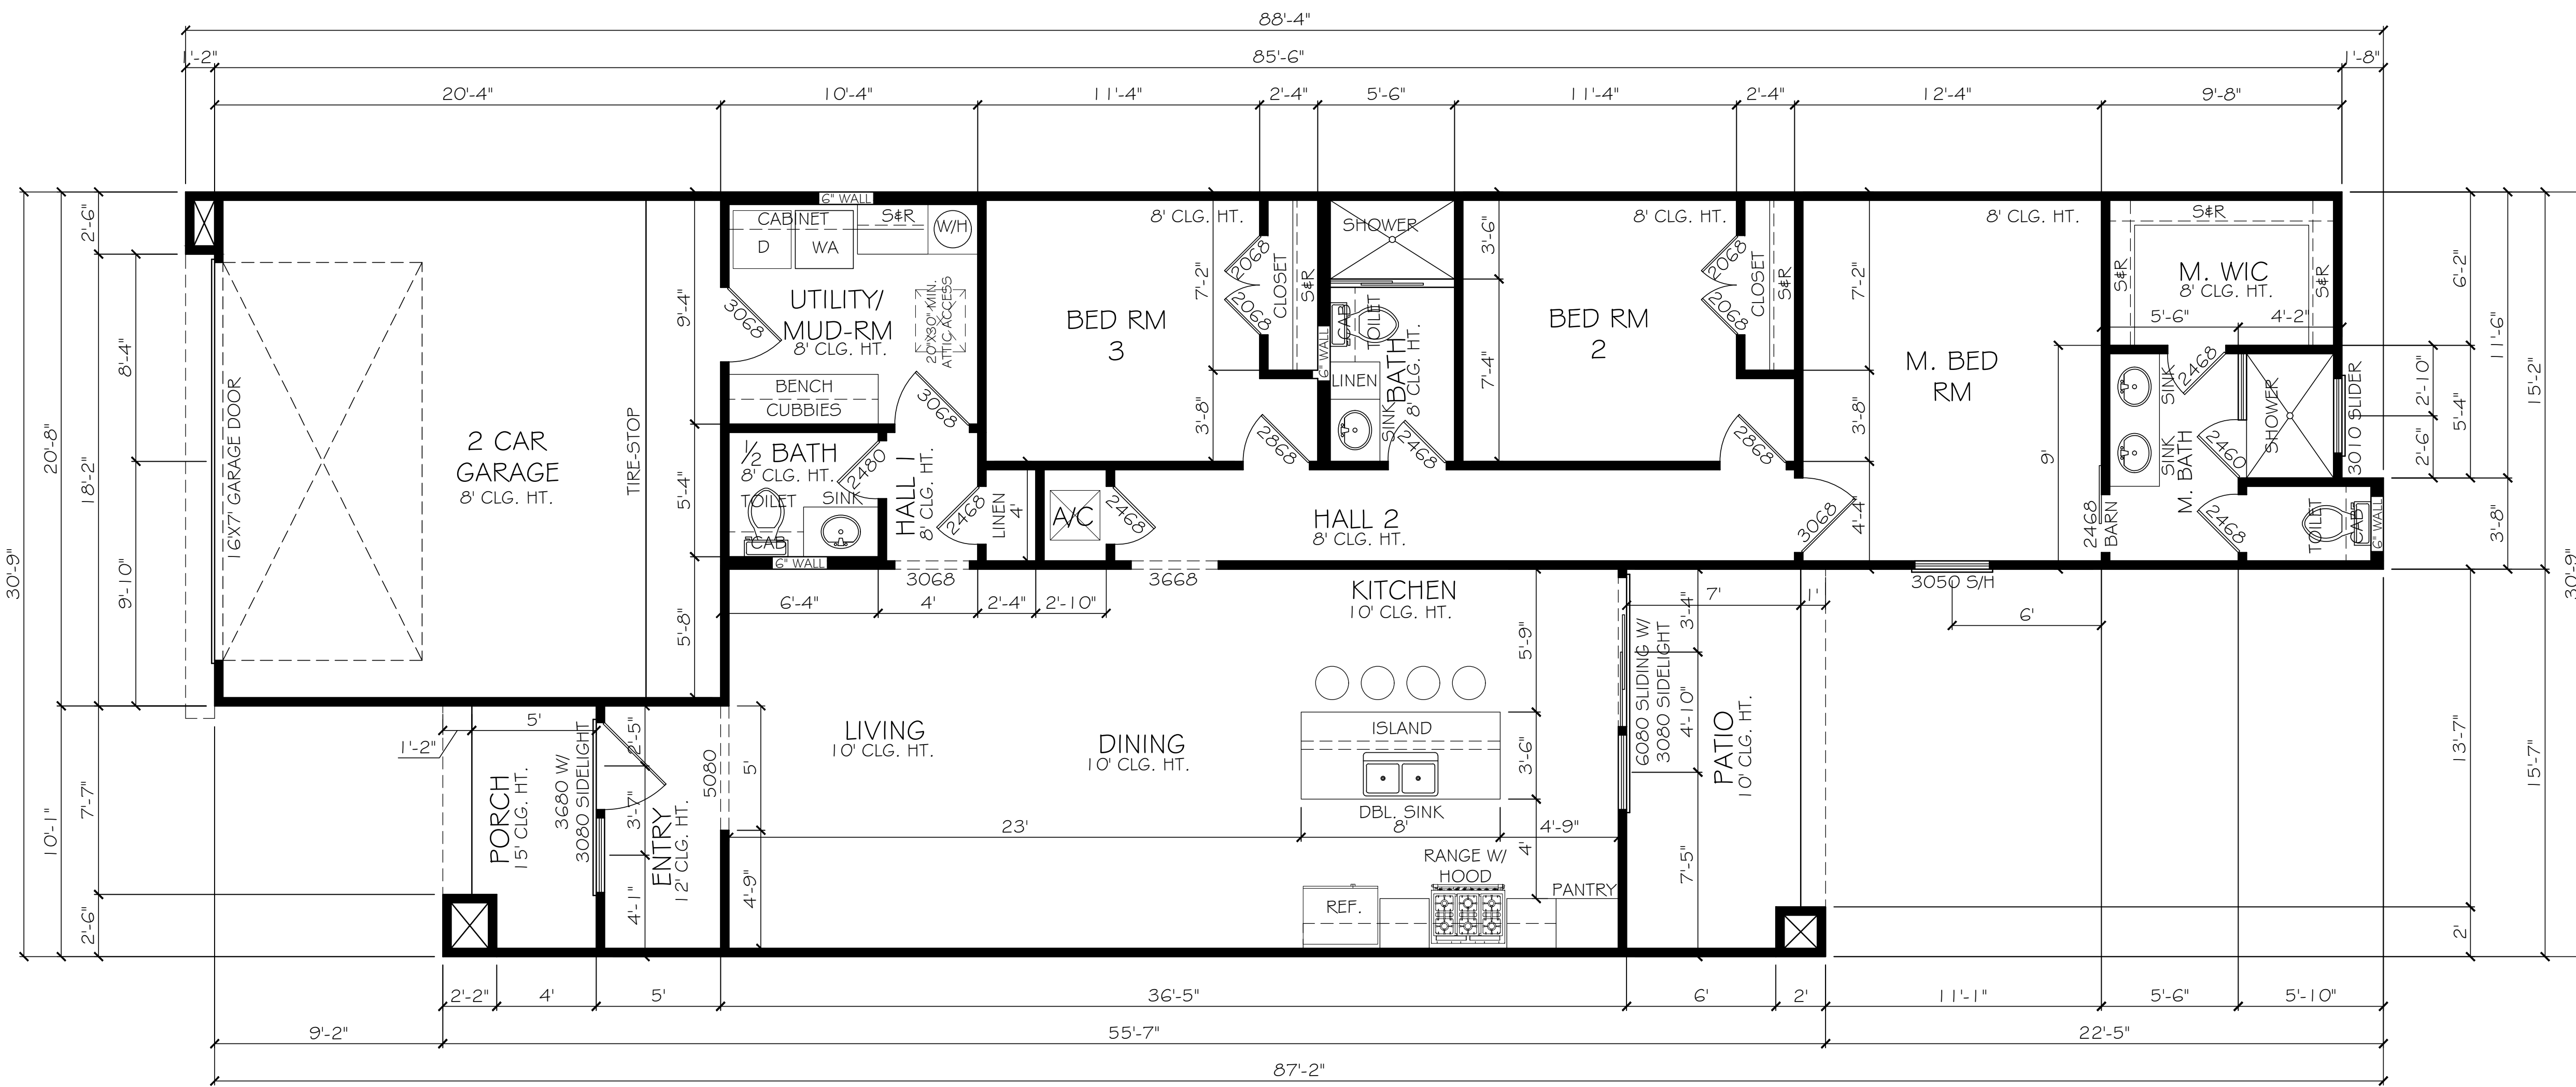 88'-4"
1'-2"
85'-6"
1'-8"
20'-4"
10'-4"
11'-4"
2'-4"
5'-6"
11'-4"
2'-4"
12'-4"
9'-8"
30'-9"
20'-8"
10'-1"
2'-6"
18'-2"
7'-7"
2'-6"
8'-4"
9'-10"
16'X7' GARAGE DOOR
2 CAR
GARAGE
8' CLG. HT.
TIRE-STOP
9'-4"
5'-4"
5'-8"
6" WALL
CABINET
S&R
W/H
D
WA
3068
UTILITY/
MUD-RM
8' CLG. HT.
20"X30" MIN.
ATTIC ACCESS
BENCH
CUBBIES
3068
1/2 BATH
8' CLG. HT.
2480
TOILET
SINK
CAB
6" WALL
HALL 1
8' CLG. HT.
2468
LINEN
4'
A/C
2468
3068
3668
6'-4"
4'
2'-4"
2'-10"
8' CLG. HT.
BED RM
3
7'-2"
3'-8"
2068
2068
CLOSET
S&R
2868
6" WALL
SHOWER
CAB
TOILET
BATH
8' CLG. HT.
LINEN
SINK
2468
3'-6"
7'-4"
8' CLG. HT.
BED RM
2
2068
2068
CLOSET
S&R
2868
HALL 2
8' CLG. HT.
3068
7'-2"
3'-8"
4'-4"
8' CLG. HT.
M. BED
RM
9'
2468
BARN
3050 S/H
6'
S&R
S&R
S&R
M. WIC
8' CLG. HT.
5'-6"
4'-2"
2468
SINK
SINK
M. BATH
2460
SHOWER
3010 SLIDER
2468
TOILET
CAB
6" WALL
2'-10"
2'-6"
6'-2"
5'-4"
11'-6"
3'-8"
15'-2"
30'-9"
13'-7"
2'
15'-7"
KITCHEN
10' CLG. HT.
5'-9"
3'-6"
4'
ISLAND
DBL. SINK
8'
4'-9"
RANGE W/
HOOD
PANTRY
REF.
LIVING
10' CLG. HT.
DINING
10' CLG. HT.
23'
5080
5'
4'-9"
1'-2"
5'
PORCH
15' CLG. HT.
3680 W/
3080 SIDELIGHT
2'-5"
3'-7"
4'-1"
ENTRY
12' CLG. HT.
7'
1'
3'-4"
4'-10"
7'-5"
6080 SLIDING W/
3080 SIDELIGHT
PATIO
10' CLG. HT.
2'-2"
4'
5'
36'-5"
6'
2'
11'-1"
5'-6"
5'-10"
9'-2"
55'-7"
22'-5"
87'-2"